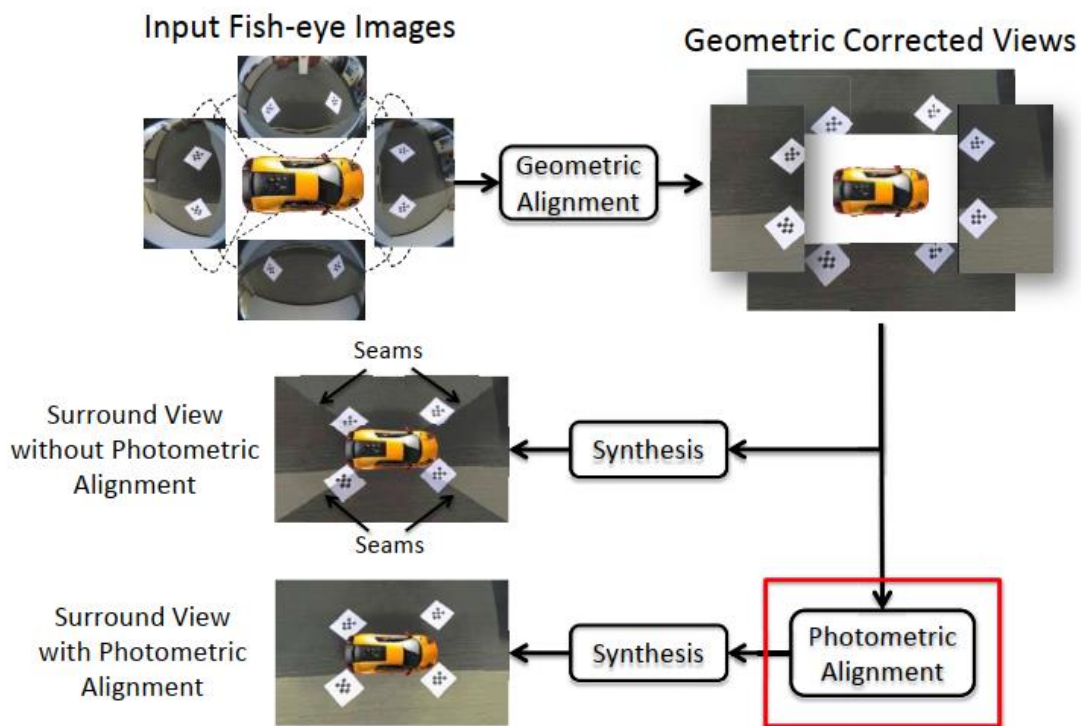 Input Fish-eye Images
Geometric Corrected Views
Geometric
Alignment
Seams
Surround View
without Photometric
Alignment
Synthesis
Seams
Surround View
with Photometric
Alignment
Synthesis
Photometric
Alignment